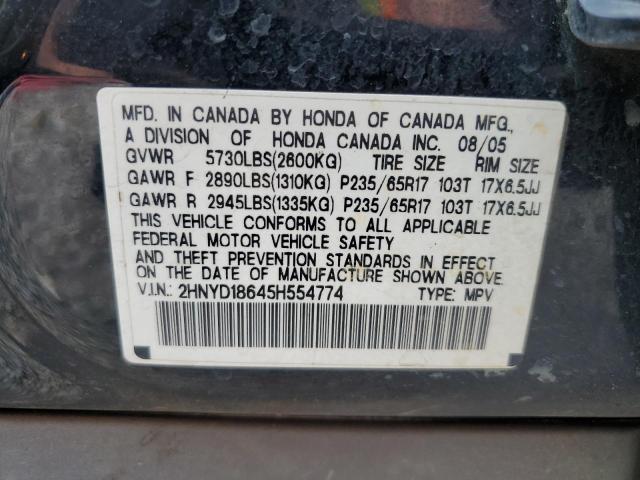 MFD. IN CANADA BY HONDA OF CANADA MFG.,
A DIVISION OF HONDA CANADA INC. 08/05
GVWR 5730LBS(2600KG) TIRE SIZE RIM SIZE
GAWR F 2890LBS(1310KG) P235/65R17 103T 17X6.5JJ
GAWR R 2945LBS(1335KG) P235/65R17 103T 17X6.5JJ
THIS VEHICLE CONFORMS TO ALL APPLICABLE
FEDERAL MOTOR VEHICLE SAFETY
AND THEFT PREVENTION STANDARDS IN EFFECT
ON THE DATE OF MANUFACTURE SHOWN ABOVE.
V.I.N.: 2HNYD18645H554774 TYPE: MPV